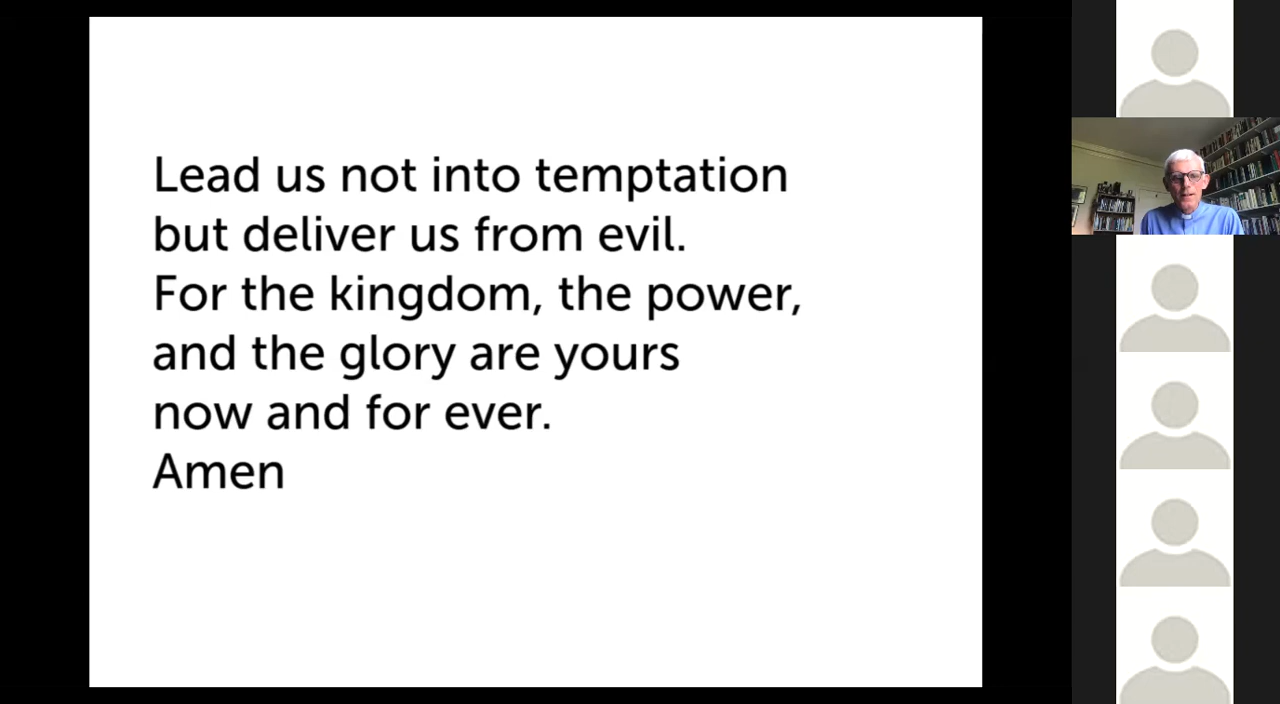 Lead us not into temptation
but deliver us from evil.
For the kingdom, the power,
and the glory are yours
now and for ever.
Amen